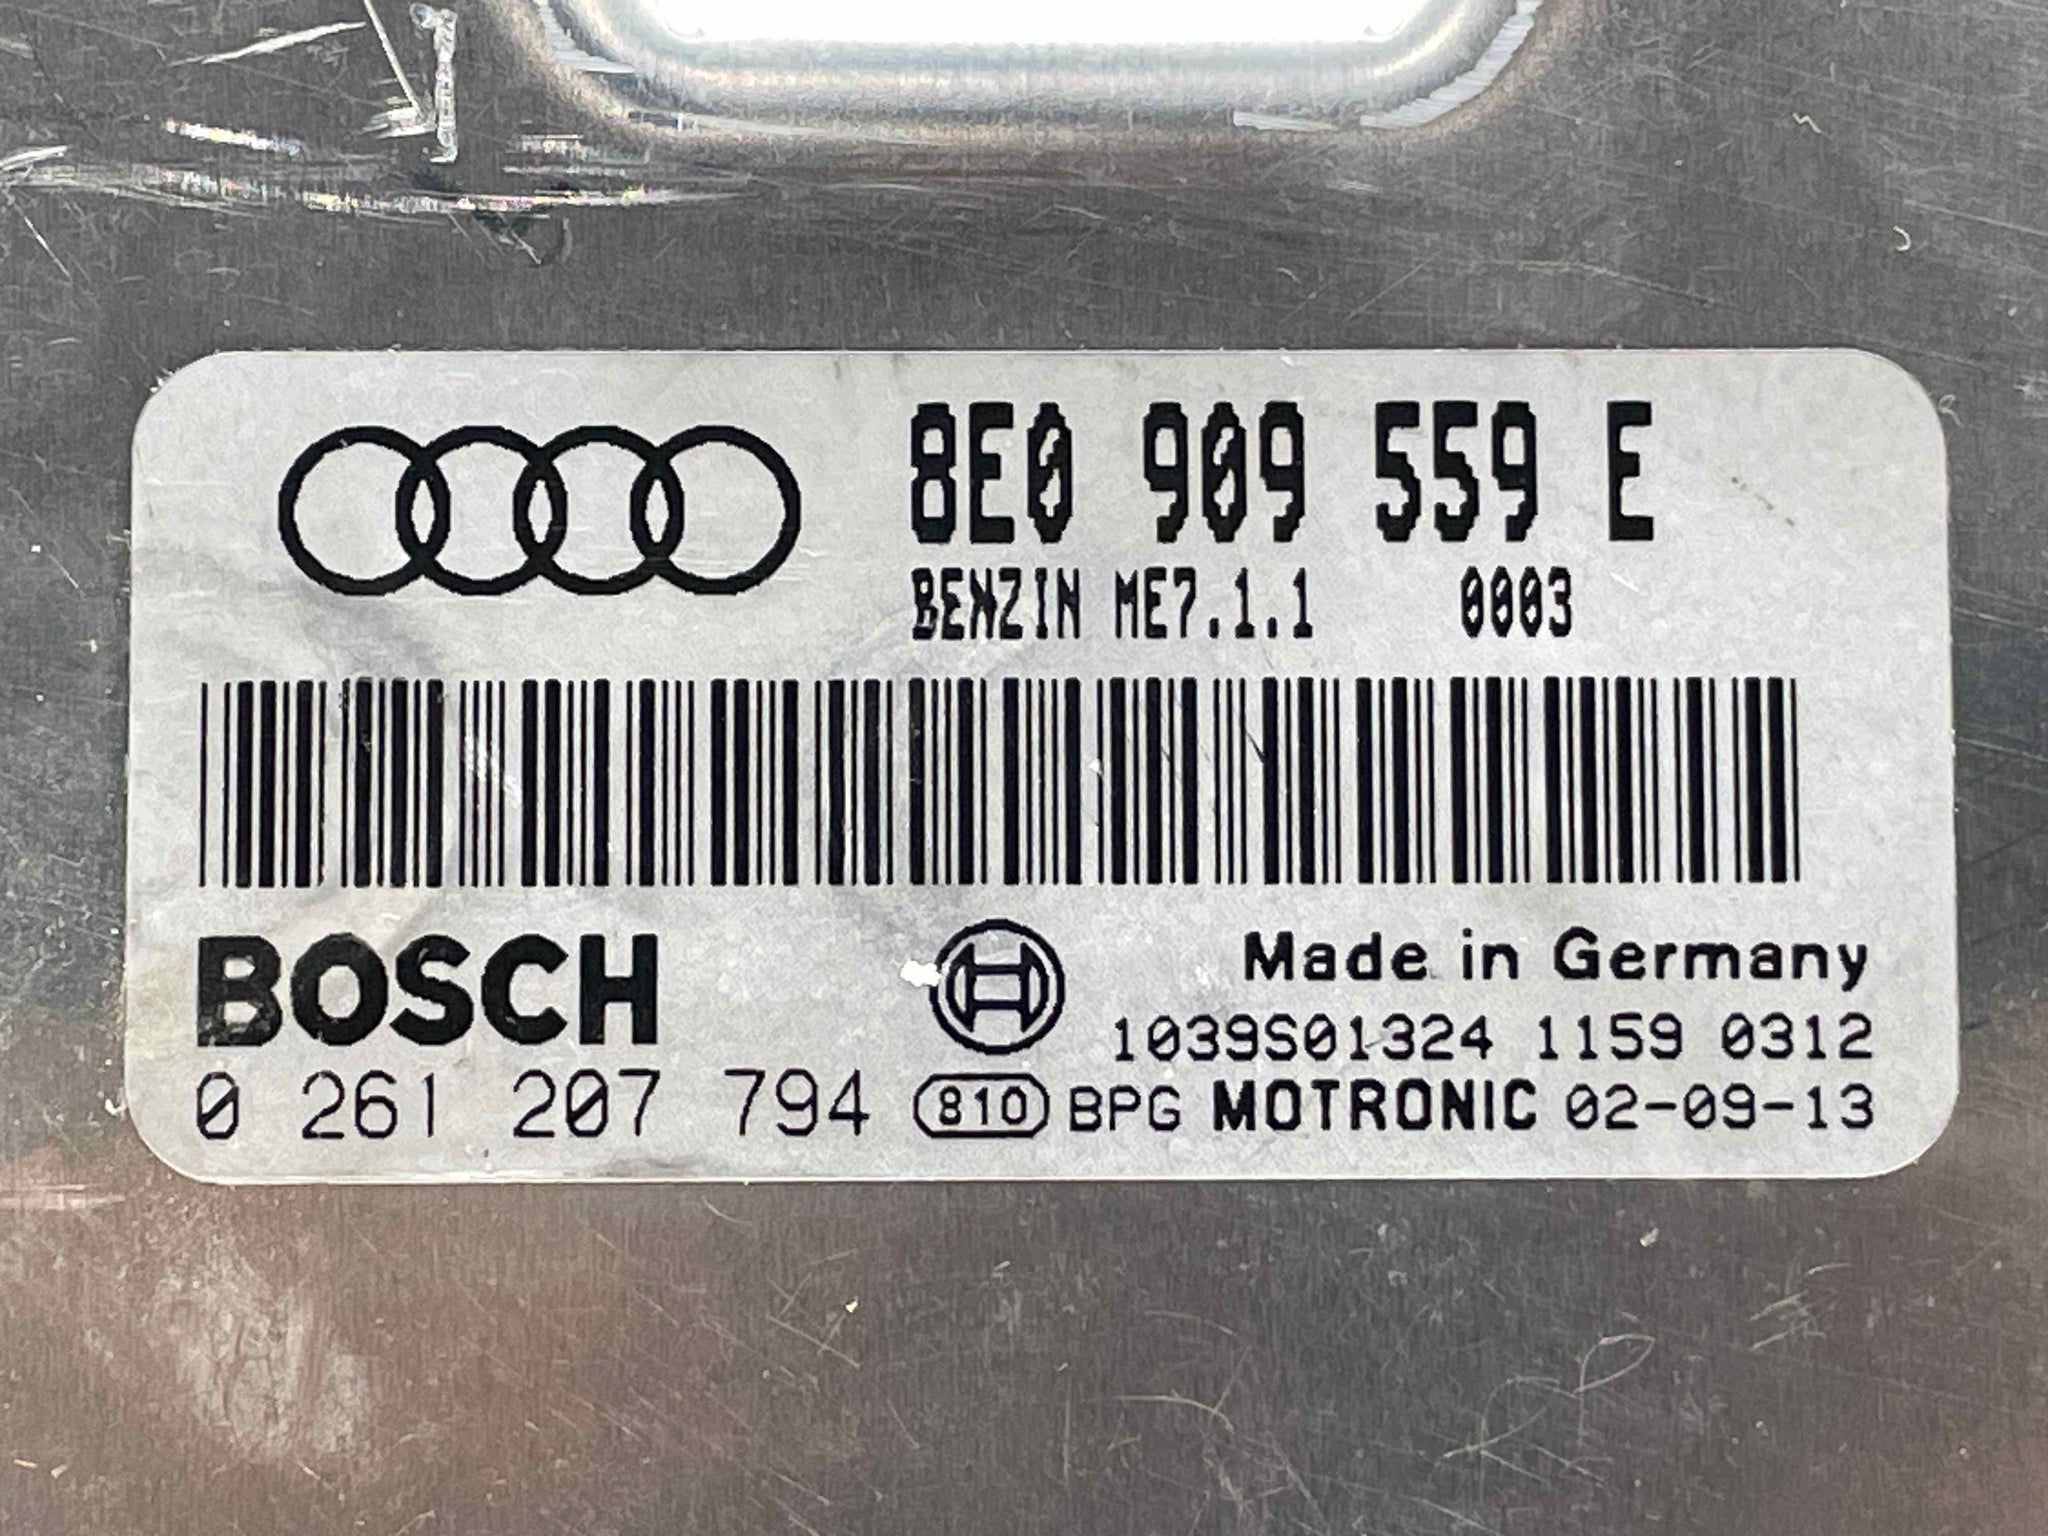 8E0 909 559 E
BENZIN ME7.1.1 0003
BOSCH
Made in Germany
1039S01324 1159 0312
0 261 207 794 810 BPG MOTRONIC 02-09-13